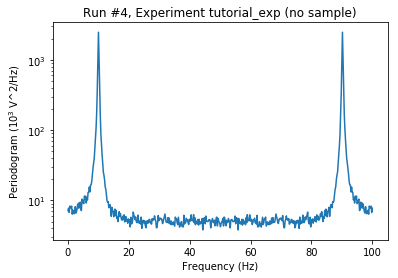 Run #4, Experiment tutorial_exp (no sample)
Periodogram (10³ V^2/Hz)
10³
10²
10¹
0 20 40 60 80 100
Frequency (Hz)